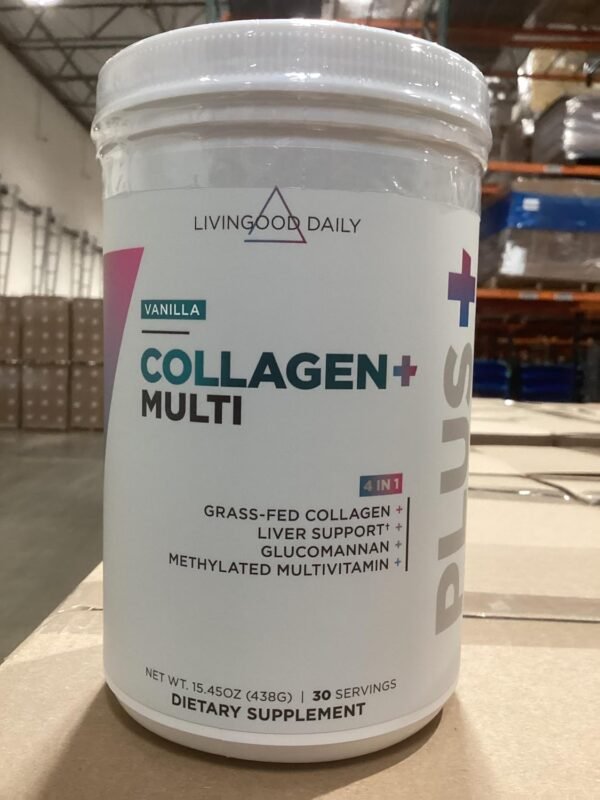 LIVINGOOD DAILY
VANILLA
COLLAGEN+
MULTI
4 IN 1
GRASS-FED COLLAGEN +
LIVER SUPPORT† +
GLUCOMANNAN +
METHYLATED MULTIVITAMIN +
NET WT. 15.45OZ (438G) | 30 SERVINGS
DIETARY SUPPLEMENT
PLUS+